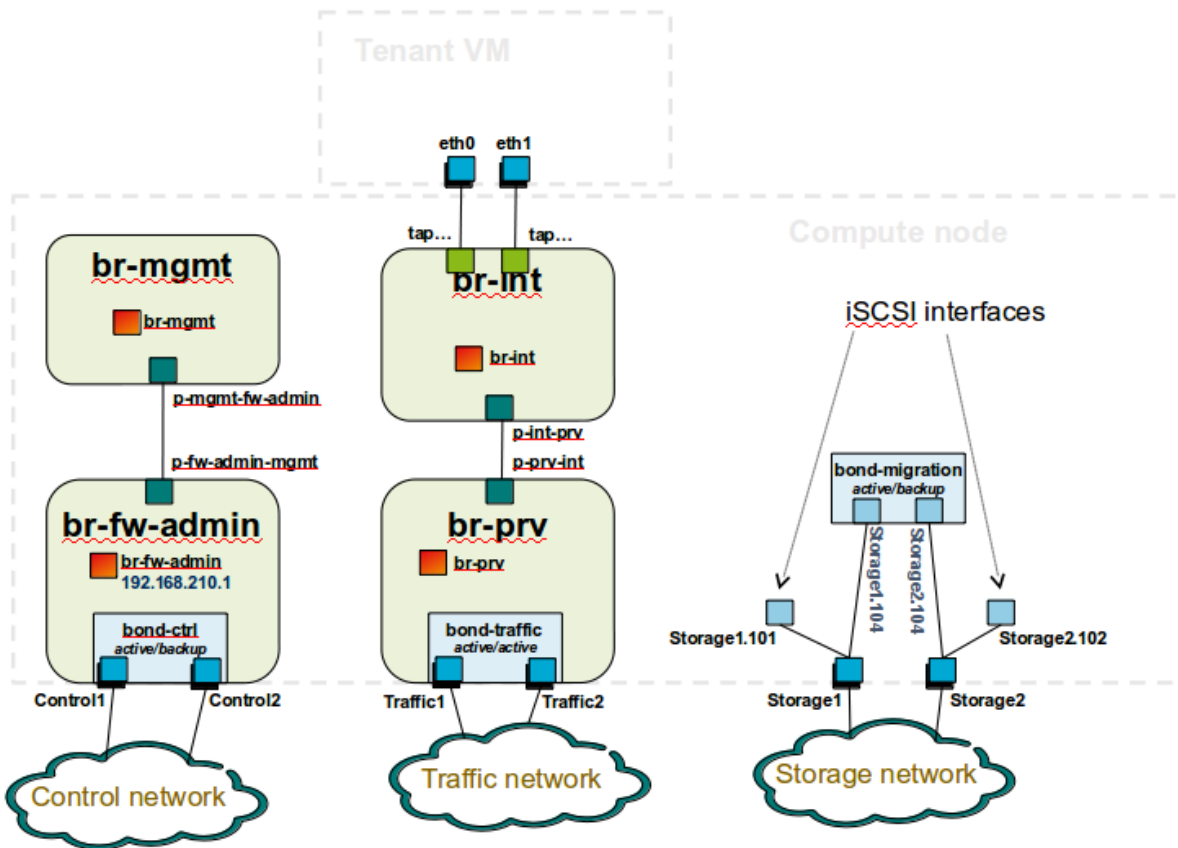 Tenant VM
eth0
eth1
Compute node
tap...
tap...
br-mgmt
br-mgmt
p-mgmt-fw-admin
p-fw-admin-mgmt
br-fw-admin
br-fw-admin
192.168.210.1
bond-ctrl
active/backup
Control1
Control2
Control network
br-int
br-int
p-int-prv
p-prv-int
br-prv
br-prv
bond-traffic
active/active
Traffic1
Traffic2
Traffic network
iSCSI interfaces
bond-migration
active/backup
Storage1.104
Storage2.104
Storage1.101
Storage2.102
Storage1
Storage2
Storage network